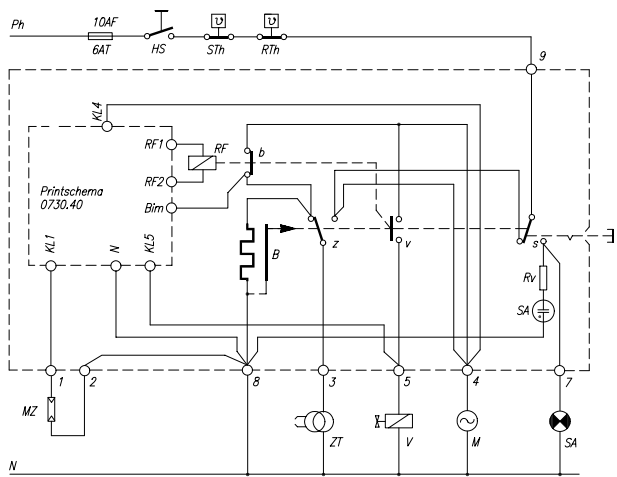 Ph
10AF
6AT
HS
υ
STh
υ
RTh
9
KL4
Printschema
0730.40
RF1
RF2
Bim
RF
b
KL1
N
KL5
B
z
v
s
Rv
SA
1
2
8
3
5
4
7
MZ
ZT
V
M
SA
N